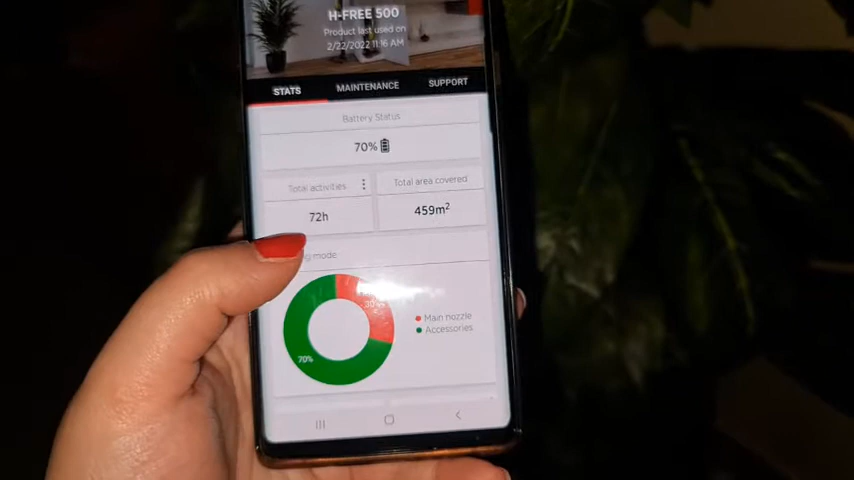 H-FREE 500
Product last used on
2/22/2022 11:16 AM
STATS MAINTENANCE SUPPORT
Battery Status
70%
Total activities Total area covered
72h 459m²
mode
30%
Main nozzle
Accessories
70%